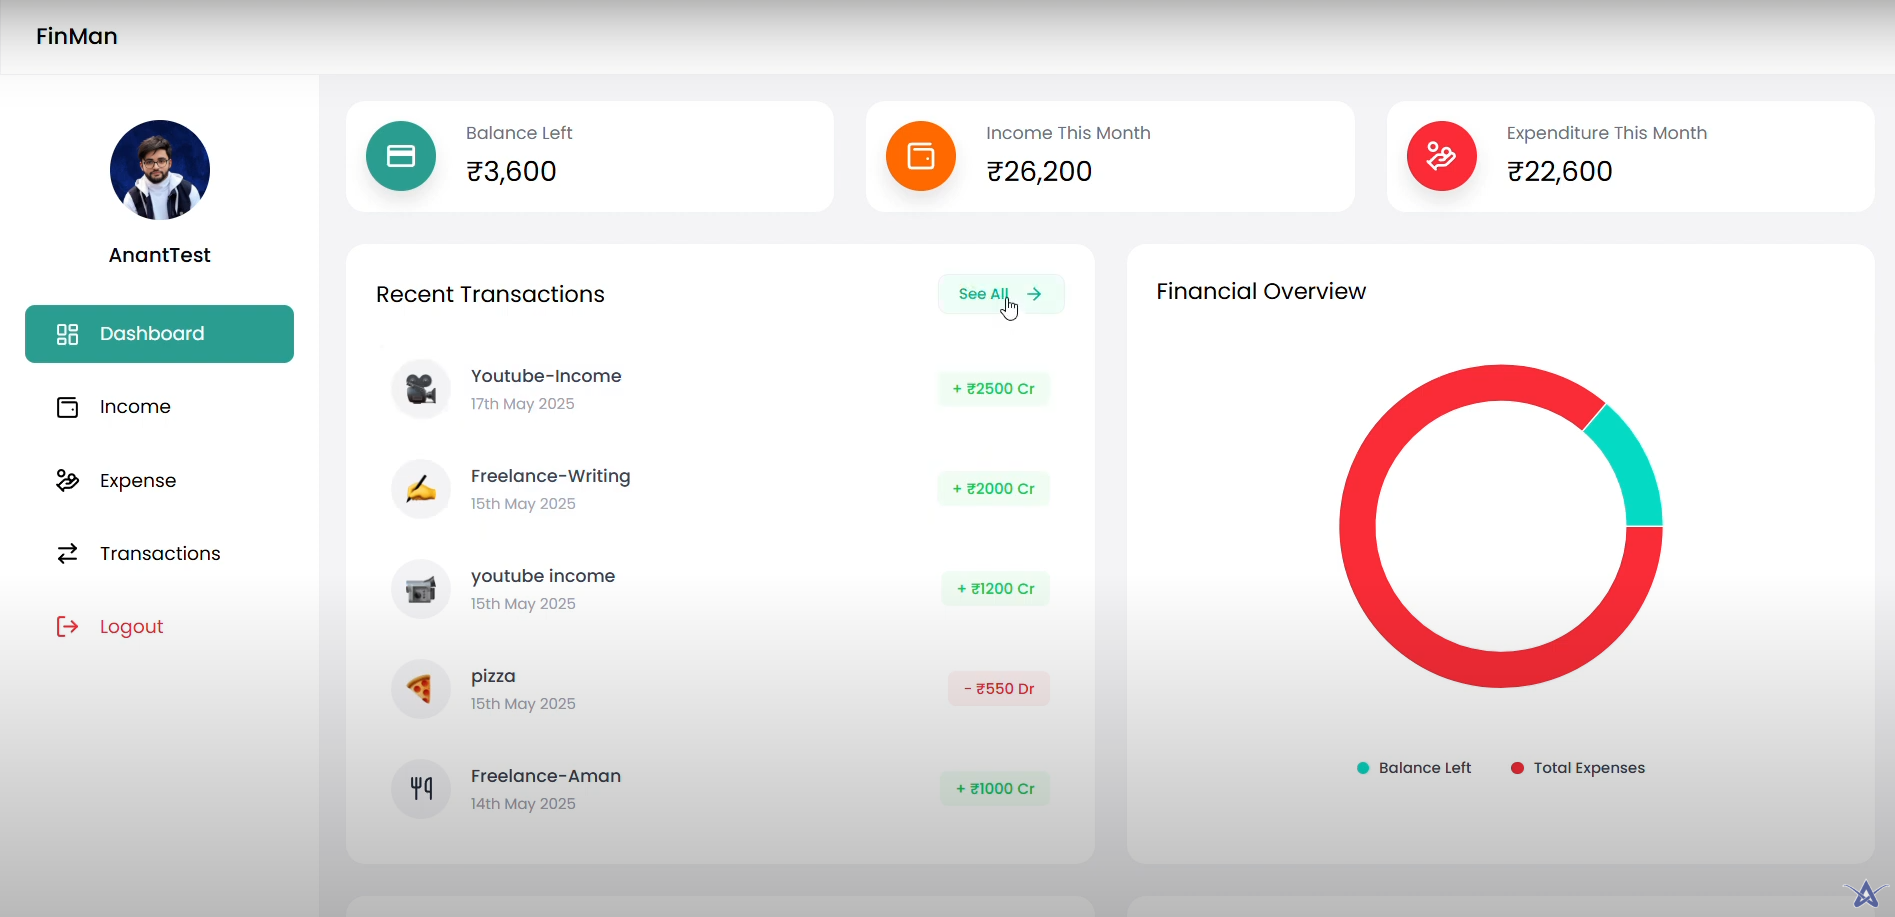 FinMan
AnantTest
Dashboard
Income
Expense
Transactions
Logout
Balance Left
₹3,600
Income This Month
₹26,200
Expenditure This Month
₹22,600
Recent Transactions
See All
Youtube-Income
17th May 2025
+ ₹2500 Cr
Freelance-Writing
15th May 2025
+ ₹2000 Cr
youtube income
15th May 2025
+ ₹1200 Cr
pizza
15th May 2025
- ₹550 Dr
Freelance-Aman
14th May 2025
+ ₹1000 Cr
Financial Overview
Balance Left
Total Expenses